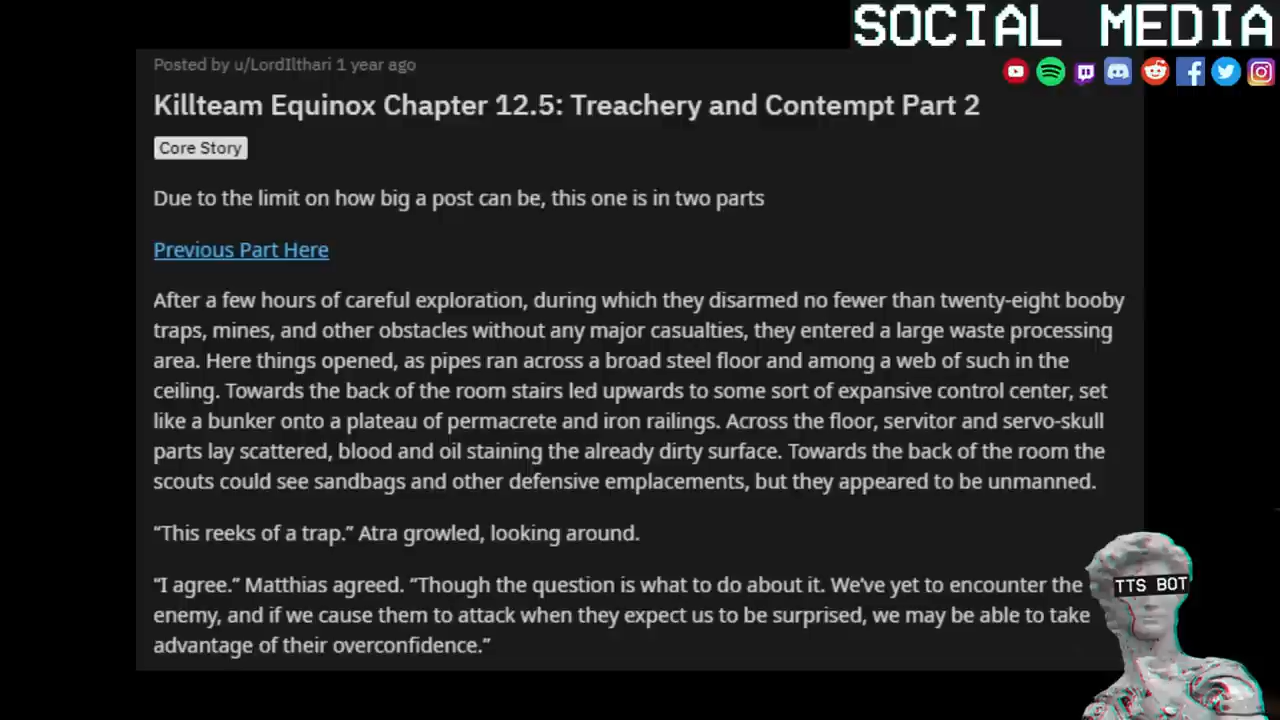 SOCIAL MEDIA
Posted by u/LordIlthari 1 year ago
Killteam Equinox Chapter 12.5: Treachery and Contempt Part 2
Core Story
Due to the limit on how big a post can be, this one is in two parts
Previous Part Here
After a few hours of careful exploration, during which they disarmed no fewer than twenty-eight booby
traps, mines, and other obstacles without any major casualties, they entered a large waste processing
area. Here things opened, as pipes ran across a broad steel floor and among a web of such in the
ceiling. Towards the back of the room stairs led upwards to some sort of expansive control center, set
like a bunker onto a plateau of permacrete and iron railings. Across the floor, servitor and servo-skull
parts lay scattered, blood and oil staining the already dirty surface. Towards the back of the room the
scouts could see sandbags and other defensive emplacements, but they appeared to be unmanned.
“This reeks of a trap.” Atra growled, looking around.
“I agree.” Matthias agreed. “Though the question is what to do about it. We’ve yet to encounter the
enemy, and if we cause them to attack when they expect us to be surprised, we may be able to take
advantage of their overconfidence.”
TTS BOT